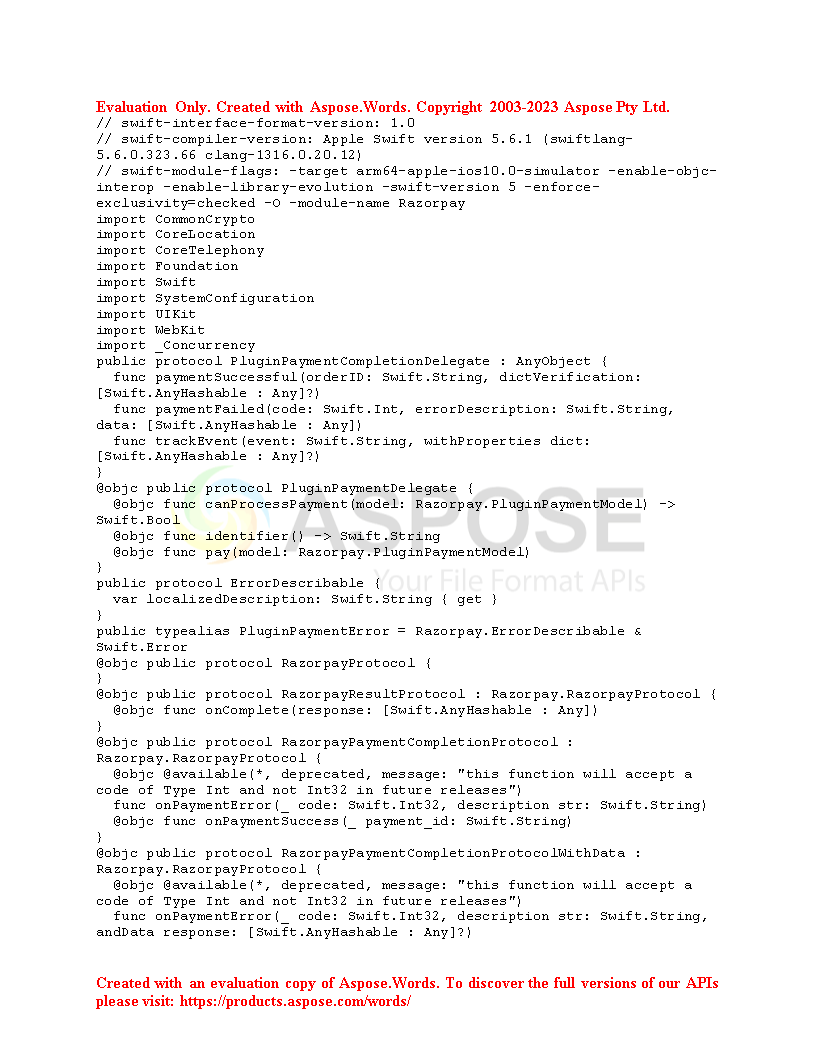 Evaluation Only. Created with Aspose.Words. Copyright 2003-2023 Aspose Pty Ltd.
// swift-interface-format-version: 1.0
// swift-compiler-version: Apple Swift version 5.6.1 (swiftlang-
5.6.0.323.66 clang-1316.0.20.12)
// swift-module-flags: -target arm64-apple-ios10.0-simulator -enable-objc-
interop -enable-library-evolution -swift-version 5 -enforce-
exclusivity=checked -O -module-name Razorpay
import CommonCrypto
import CoreLocation
import CoreTelephony
import Foundation
import Swift
import SystemConfiguration
import UIKit
import WebKit
import _Concurrency
public protocol PluginPaymentCompletionDelegate : AnyObject {
  func paymentSuccessful(orderID: Swift.String, dictVerification:
[Swift.AnyHashable : Any]?)
  func paymentFailed(code: Swift.Int, errorDescription: Swift.String,
data: [Swift.AnyHashable : Any])
  func trackEvent(event: Swift.String, withProperties dict:
[Swift.AnyHashable : Any]?)
}
@objc public protocol PluginPaymentDelegate {
  @objc func canProcessPayment(model: Razorpay.PluginPaymentModel) ->
Swift.Bool
  @objc func identifier() -> Swift.String
  @objc func pay(model: Razorpay.PluginPaymentModel)
}
public protocol ErrorDescribable {
  var localizedDescription: Swift.String { get }
}
public typealias PluginPaymentError = Razorpay.ErrorDescribable &
Swift.Error
@objc public protocol RazorpayProtocol {
}
@objc public protocol RazorpayResultProtocol : Razorpay.RazorpayProtocol {
  @objc func onComplete(response: [Swift.AnyHashable : Any])
}
@objc public protocol RazorpayPaymentCompletionProtocol :
Razorpay.RazorpayProtocol {
  @objc @available(*, deprecated, message: "this function will accept a
code of Type Int and not Int32 in future releases")
  func onPaymentError(_ code: Swift.Int32, description str: Swift.String)
  @objc func onPaymentSuccess(_ payment_id: Swift.String)
}
@objc public protocol RazorpayPaymentCompletionProtocolWithData :
Razorpay.RazorpayProtocol {
  @objc @available(*, deprecated, message: "this function will accept a
code of Type Int and not Int32 in future releases")
  func onPaymentError(_ code: Swift.Int32, description str: Swift.String,
andData response: [Swift.AnyHashable : Any]?)
ASPOSE
Your File Format APIs
Created with an evaluation copy of Aspose.Words. To discover the full versions of our APIs
please visit: https://products.aspose.com/words/